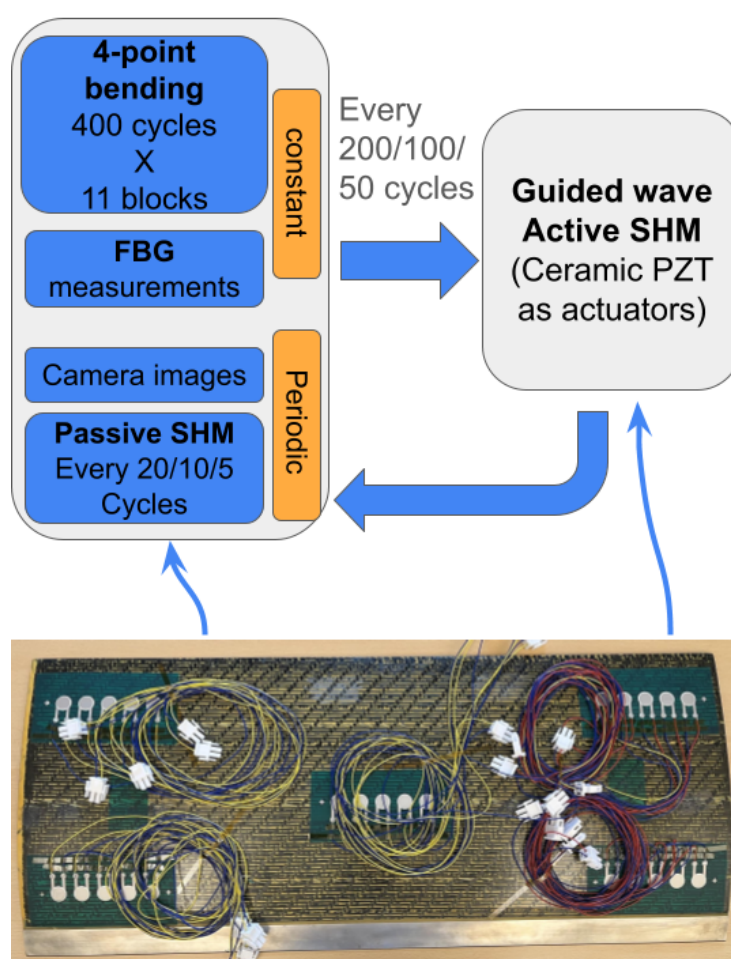 4-point
bending
400 cycles
X
11 blocks
constant
FBG
measurements
Camera images
Periodic
Passive SHM
Every 20/10/5
Cycles
Every
200/100/
50 cycles
Guided wave
Active SHM
(Ceramic PZT
as actuators)